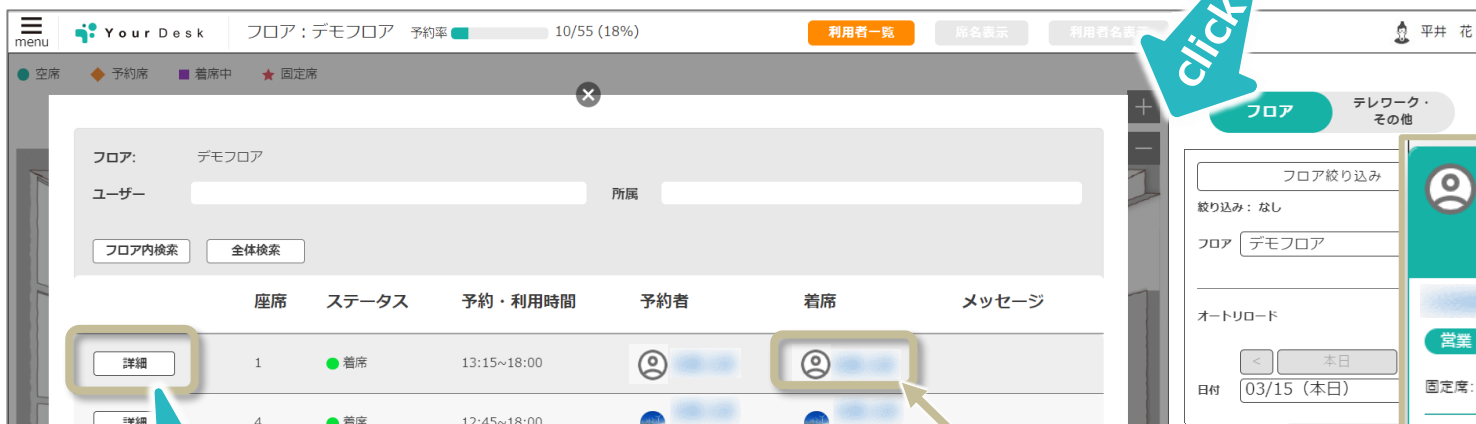 menu
Your Desk
フロア：デモフロア
予約率
10/55 (18%)
利用者一覧
席名表示
利用者名表示
平井 花
空席
予約席
着席中
固定席
click
フロア
テレワーク・
その他
フロア:
デモフロア
ユーザー
所属
フロア内検索
全体検索
座席
ステータス
予約・利用時間
予約者
着席
メッセージ
詳細
1
着席
13:15~18:00
詳細
4
着席
12:45~18:00
フロア絞り込み
絞り込み： なし
フロア
デモフロア
オートリロード
<
本日
日付
03/15（本日）
営業
固定席: